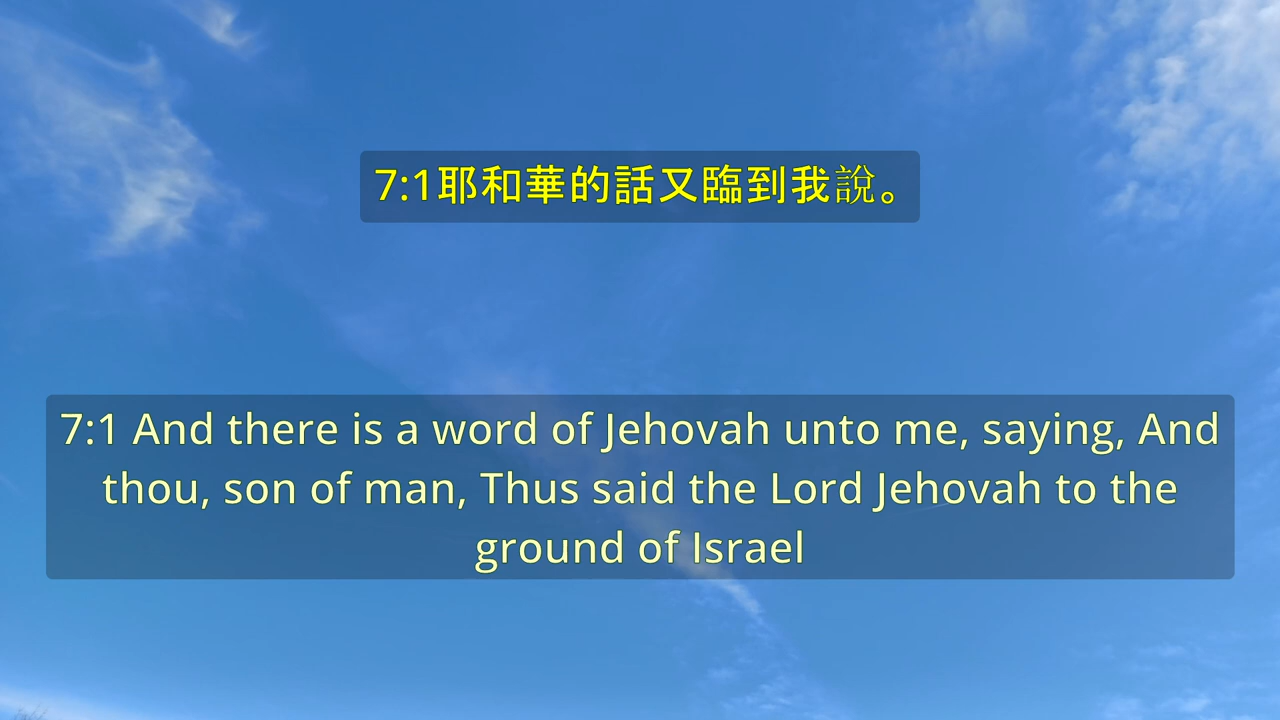 7:1耶和華的話又臨到我說。
7:1 And there is a word of Jehovah unto me, saying, And
thou, son of man, Thus said the Lord Jehovah to the
ground of Israel